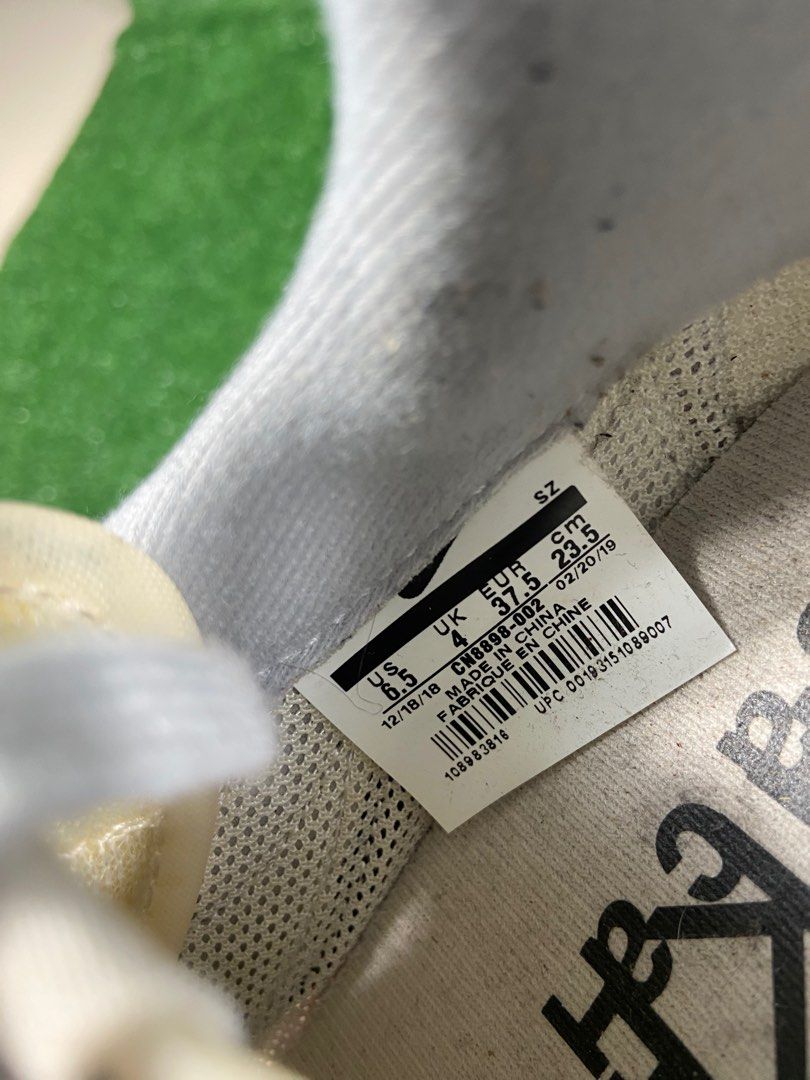 SZ
US UK EUR cm
6.5 4 37.5 23.5
12/18/18 CN8898-002 02/20/19
MADE IN CHINA
FABRIQUE EN CHINE
108983816 UPC 00193151089007